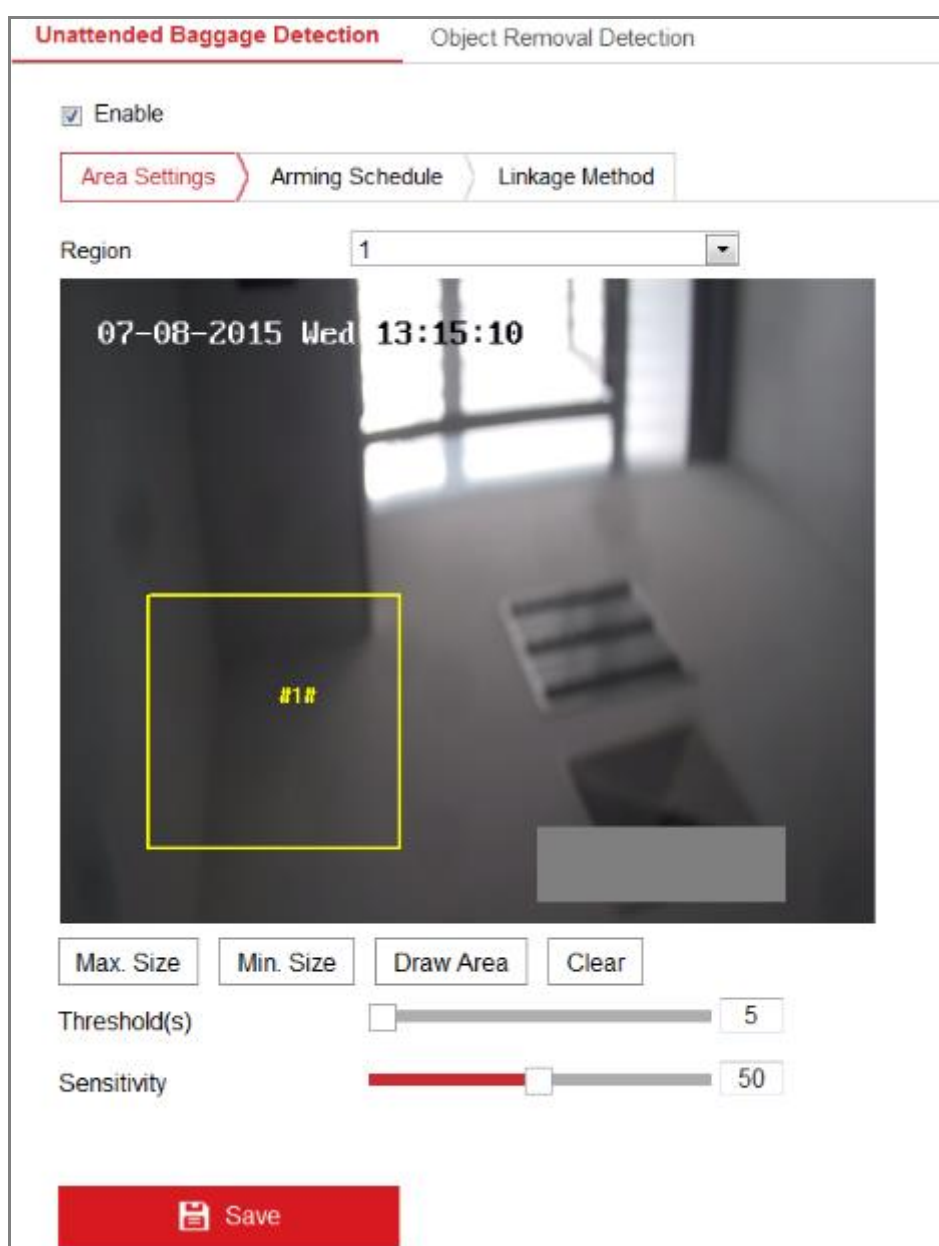 Unattended Baggage Detection Object Removal Detection
Enable
Area Settings Arming Schedule Linkage Method
Region 1
07-08-2015 Wed 13:15:10
#1#
Max. Size Min. Size Draw Area Clear
Threshold(s) 5
Sensitivity 50
Save